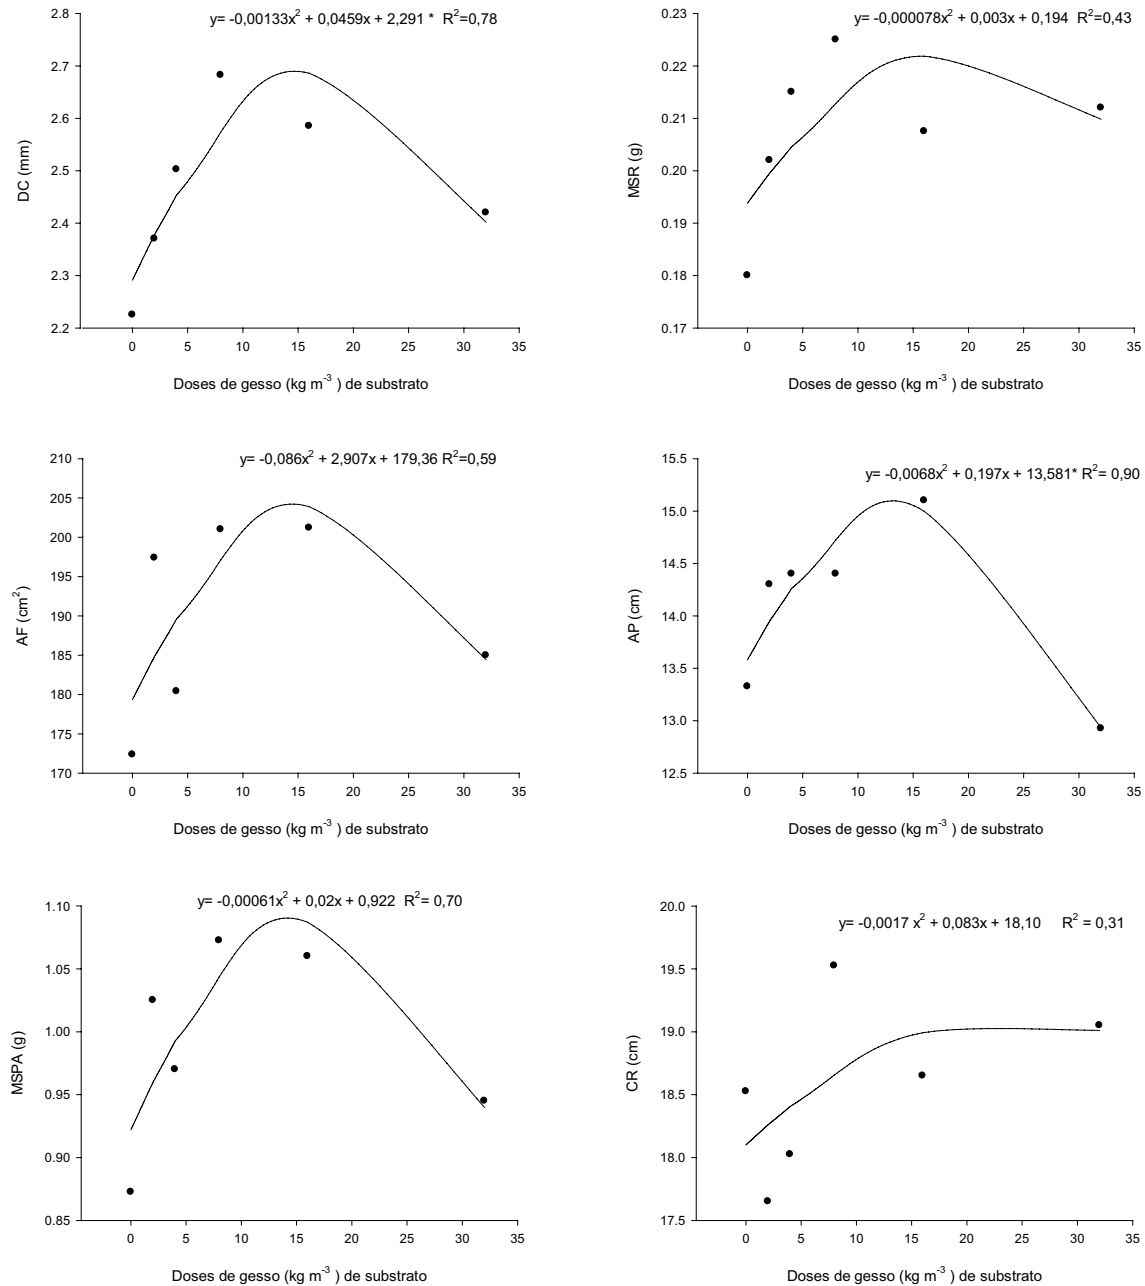 y= -0,00133x² + 0,0459x + 2,291 * R²=0,78
2.8
2.7
2.6
2.5
2.4
2.3
2.2
DC (mm)
0 5 10 15 20 25 30 35
Doses de gesso (kg m⁻³ ) de substrato
y= -0,000078x² + 0,003x + 0,194 R²=0,43
0.23
0.22
0.21
0.20
0.19
0.18
0.17
MSR (g)
0 5 10 15 20 25 30 35
Doses de gesso (kg m⁻³ ) de substrato
y= -0,086x² + 2,907x + 179,36 R²=0,59
210
205
200
195
190
185
180
175
170
AF (cm²)
0 5 10 15 20 25 30 35
Doses de gesso (kg m⁻³ ) de substrato
y= -0,0068x² + 0,197x + 13,581* R²= 0,90
15.5
15.0
14.5
14.0
13.5
13.0
12.5
AP (cm)
0 5 10 15 20 25 30 35
Doses de gesso (kg m⁻³ ) de substrato
y= -0,00061x² + 0,02x + 0,922 R²= 0,70
1.10
1.05
1.00
0.95
0.90
0.85
MSPA (g)
0 5 10 15 20 25 30 35
Doses de gesso (kg m⁻³ ) de substrato
y= -0,0017 x² + 0,083x + 18,10 R² = 0,31
20.0
19.5
19.0
18.5
18.0
17.5
CR (cm)
0 5 10 15 20 25 30 35
Doses de gesso (kg m⁻³ ) de substrato